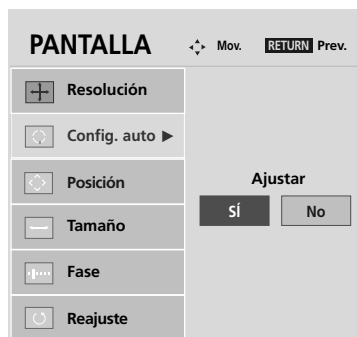 PANTALLA Mov. RETURN Prev.
Resolución
Config. auto ►
Posición
Tamaño
Fase
Reajuste
Ajustar
SÍ No